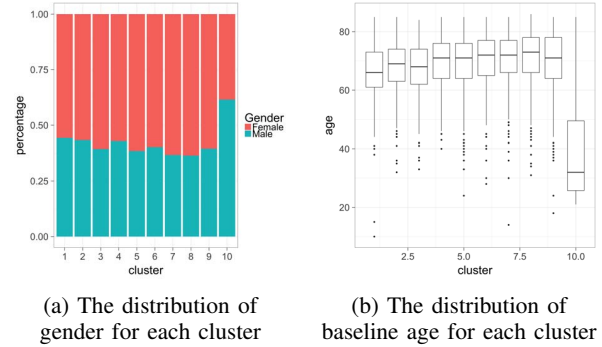 1.00
0.75
0.50
0.25
0.00
percentage
1 2 3 4 5 6 7 8 9 10
cluster
Gender
Female
Male
80
60
40
20
age
2.5 5.0 7.5 10.0
cluster
(a) The distribution of
gender for each cluster
(b) The distribution of
baseline age for each cluster